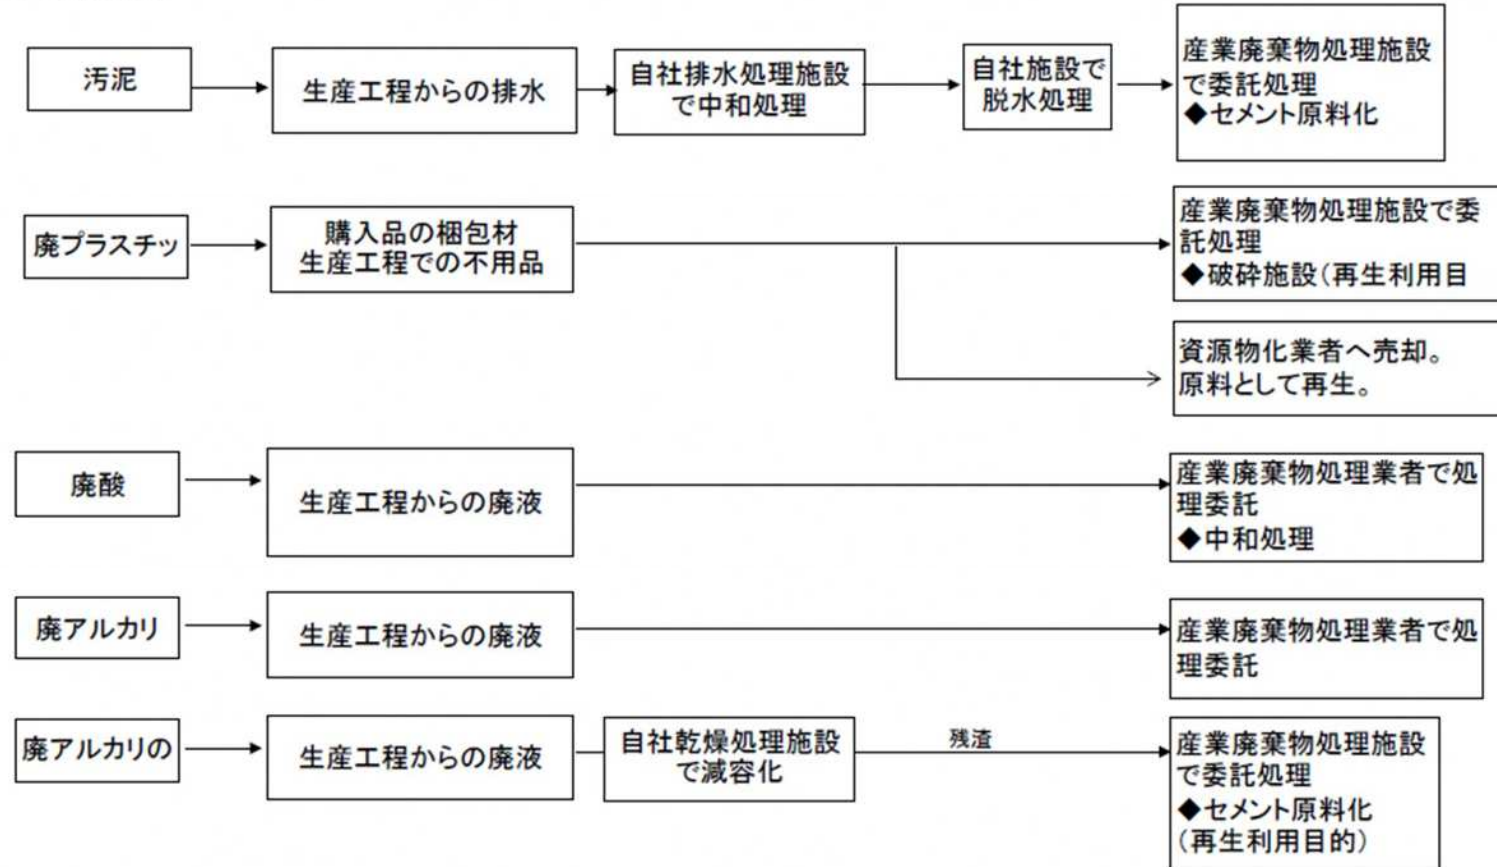 汚泥
生産工程からの排水
自社排水処理施設
で中和処理
自社施設で
脱水処理
産業廃棄物処理施設
で委託処理
◆セメント原料化
廃プラスチッ
購入品の梱包材
生産工程での不用品
産業廃棄物処理施設で委
託処理
◆破砕施設(再生利用目
資源物化業者へ売却。
原料として再生。
廃酸
生産工程からの廃液
産業廃棄物処理業者で処
理委託
◆中和処理
廃アルカリ
生産工程からの廃液
産業廃棄物処理業者で処
理委託
廃アルカリの
生産工程からの廃液
自社乾燥処理施設
で減容化
残渣
産業廃棄物処理施設
で委託処理
◆セメント原料化
(再生利用目的)